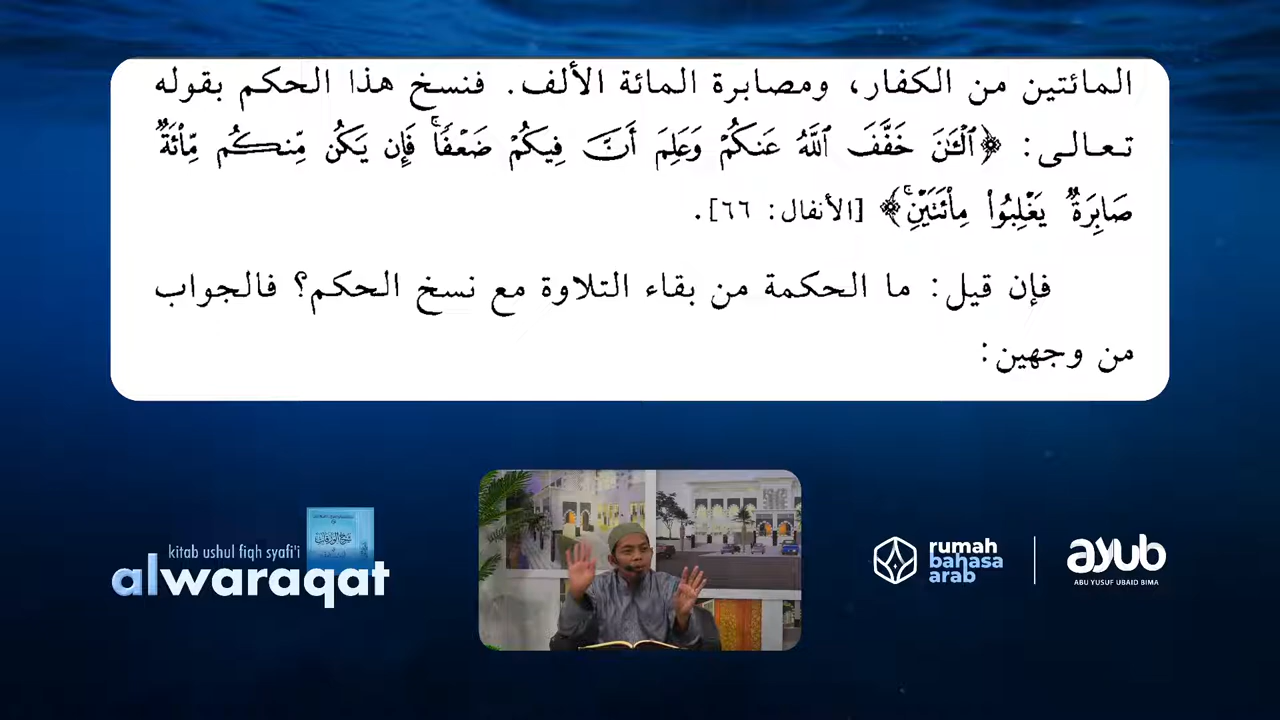 المائتين من الكفار، ومصابرة المائة الألف. فنسخ هذا الحكم بقوله
تعالى: ﴿ٱلْـَٰٔنَ خَفَّفَ ٱللَّهُ عَنكُمْ وَعَلِمَ أَنَّ فِيكُمْ ضَعْفًا ۚ فَإِن يَكُن مِّنكُم مِّا۟ئَةٌ
صَابِرَةٌ يَغْلِبُوا۟ مِا۟ئَتَيْنِ ۚ﴾ [الأنفال: ٦٦].
فإن قيل: ما الحكمة من بقاء التلاوة مع نسخ الحكم؟ فالجواب
من وجهين:
kitab ushul fiqh syafi'i
alwaraqat
rumah
bahasa
arab
ayub
ABU YUSUF UBAID BIMA